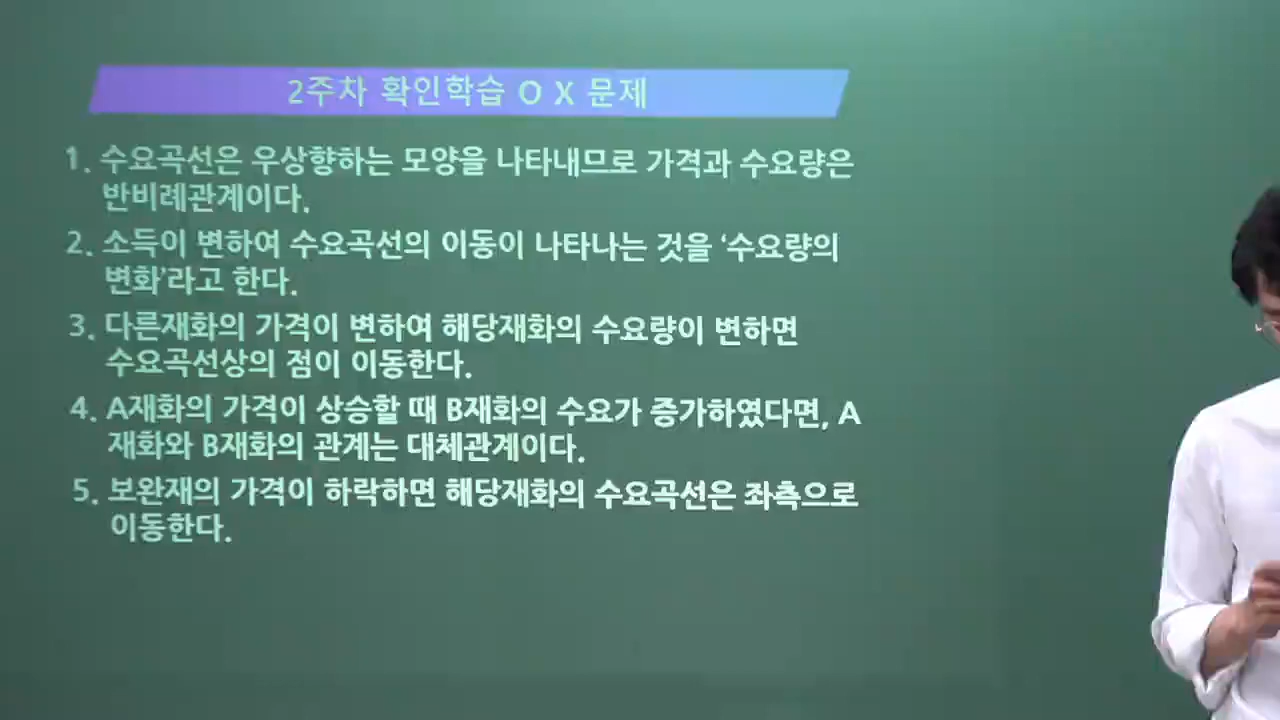 2주차 확인학습 O X 문제
1. 수요곡선은 우상향하는 모양을 나타내므로 가격과 수요량은
반비례관계이다.
2. 소득이 변하여 수요곡선의 이동이 나타나는 것을 ‘수요량의
변화’라고 한다.
3. 다른재화의 가격이 변하여 해당재화의 수요량이 변하면
수요곡선상의 점이 이동한다.
4. A재화의 가격이 상승할 때 B재화의 수요가 증가하였다면, A
재화와 B재화의 관계는 대체관계이다.
5. 보완재의 가격이 하락하면 해당재화의 수요곡선은 좌측으로
이동한다.